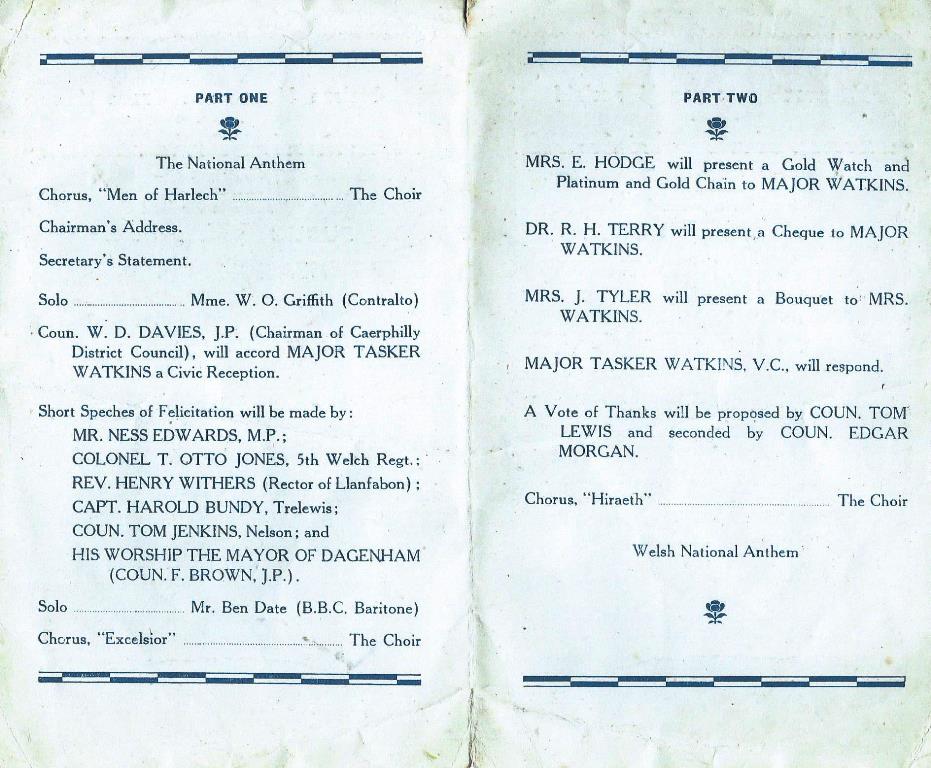 PART ONE
The National Anthem
Chorus, "Men of Harlech" ........ The Choir
Chairman's Address.
Secretary's Statement.
Solo ........ Mme. W. O. Griffith (Contralto)
Coun. W. D. DAVIES, J.P. (Chairman of Caerphilly
District Council), will accord MAJOR TASKER
WATKINS a Civic Reception.
Short Speches of Felicitation will be made by:
MR. NESS EDWARDS, M.P.;
COLONEL T. OTTO JONES, 5th Welch Regt.;
REV. HENRY WITHERS (Rector of Llanfabon);
CAPT. HAROLD BUNDY, Trelewis;
COUN. TOM JENKINS, Nelson; and
HIS WORSHIP THE MAYOR OF DAGENHAM
(COUN. F. BROWN, J.P.).
Solo ........ Mr. Ben Date (B.B.C. Baritone)
Chorus, "Excelsior" ........ The Choir
PART TWO
MRS. E. HODGE will present a Gold Watch and
Platinum and Gold Chain to MAJOR WATKINS.
DR. R. H. TERRY will present a Cheque to MAJOR
WATKINS.
MRS. J. TYLER will present a Bouquet to MRS.
WATKINS.
MAJOR TASKER WATKINS, V.C., will respond.
A Vote of Thanks will be proposed by COUN. TOM
LEWIS and seconded by COUN. EDGAR
MORGAN.
Chorus, "Hiraeth" ........ The Choir
Welsh National Anthem